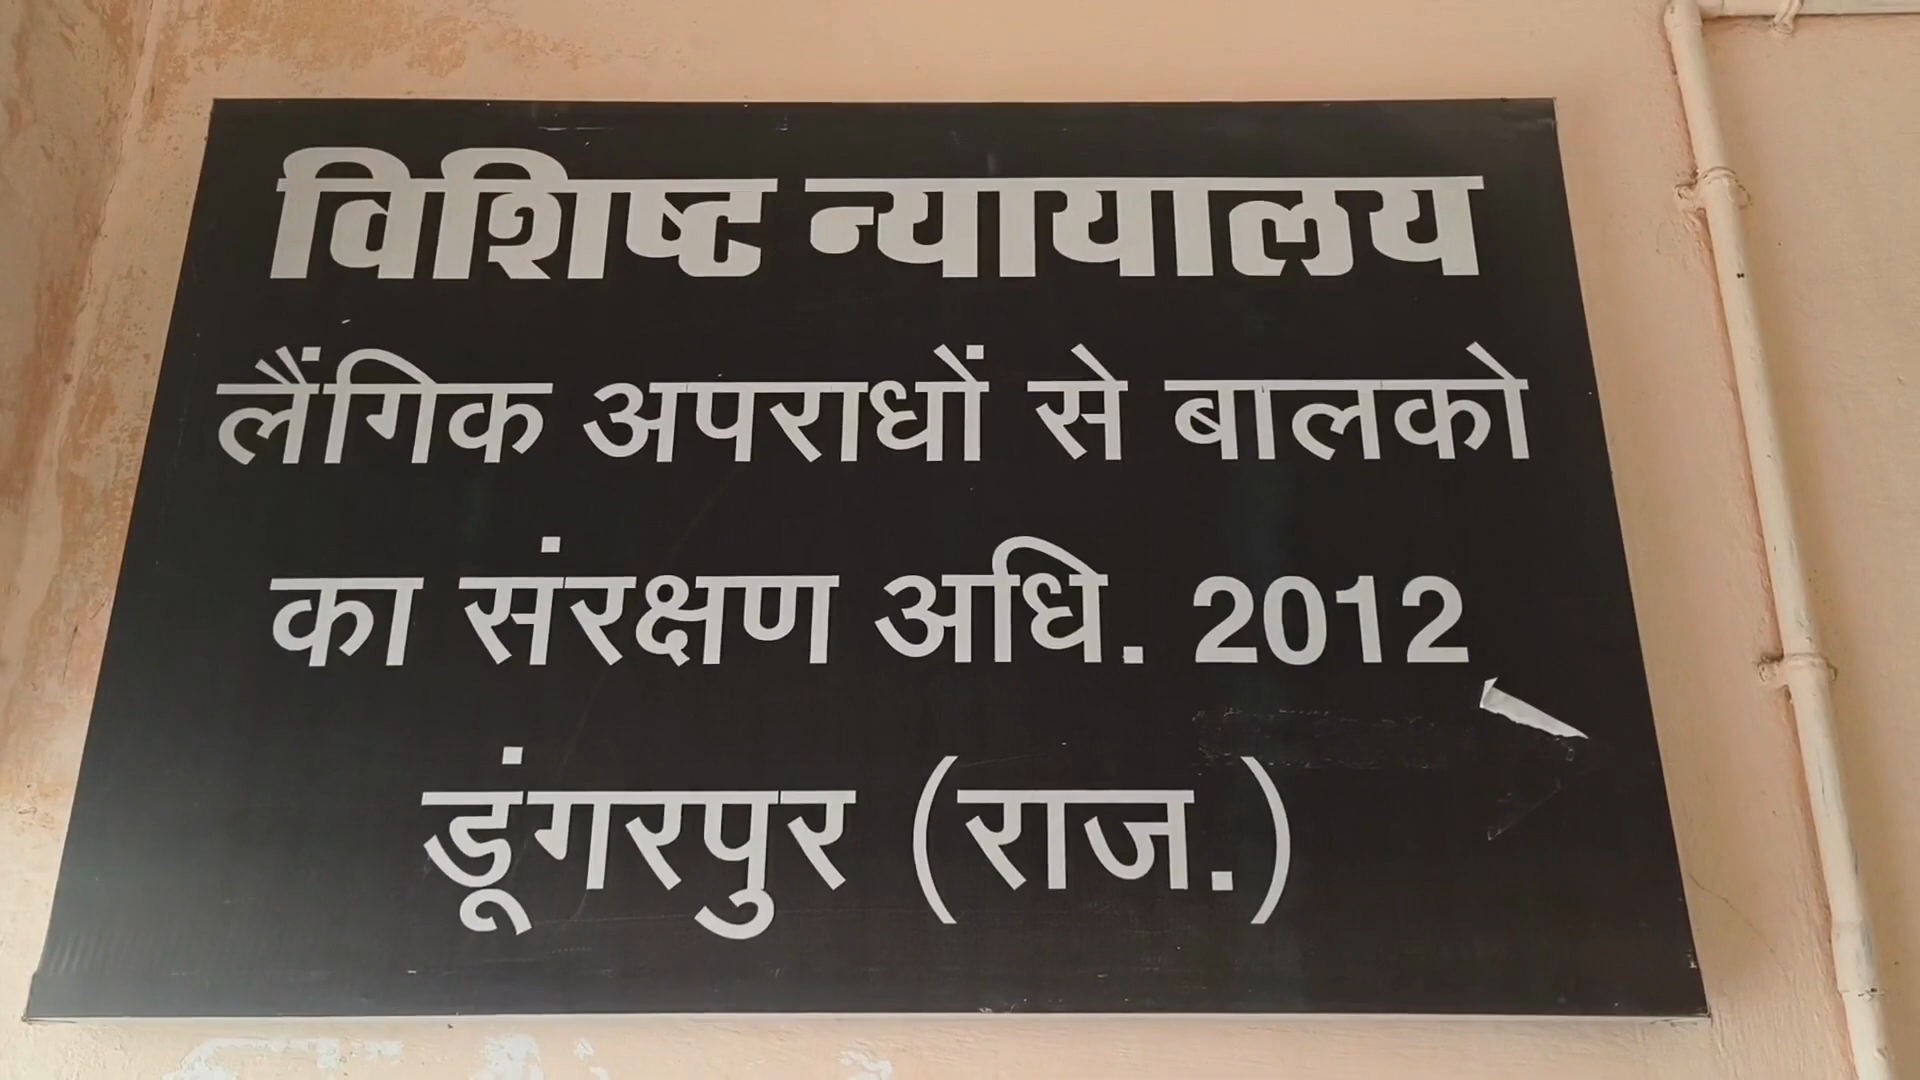 विशिष्ट न्यायालय
लैंगिक अपराधों से बालको
का संरक्षण अधि. 2012
डूंगरपुर (राज.)